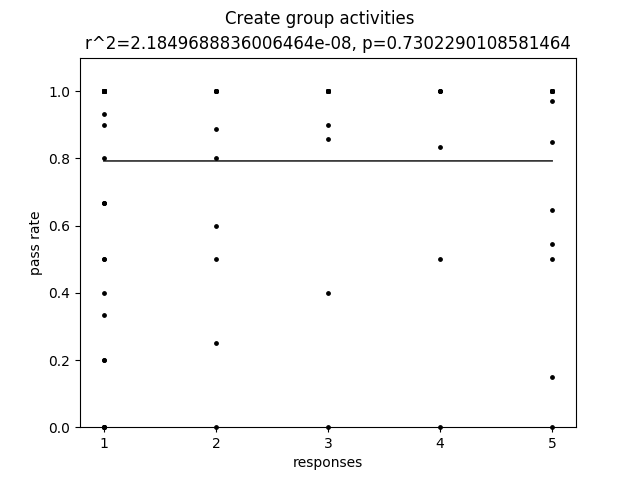 Create group activities
r^2=2.1849688836006464e-08, p=0.7302290108581464
1.0
0.8
0.6
0.4
0.2
0.0
pass rate
1 2 3 4 5
responses